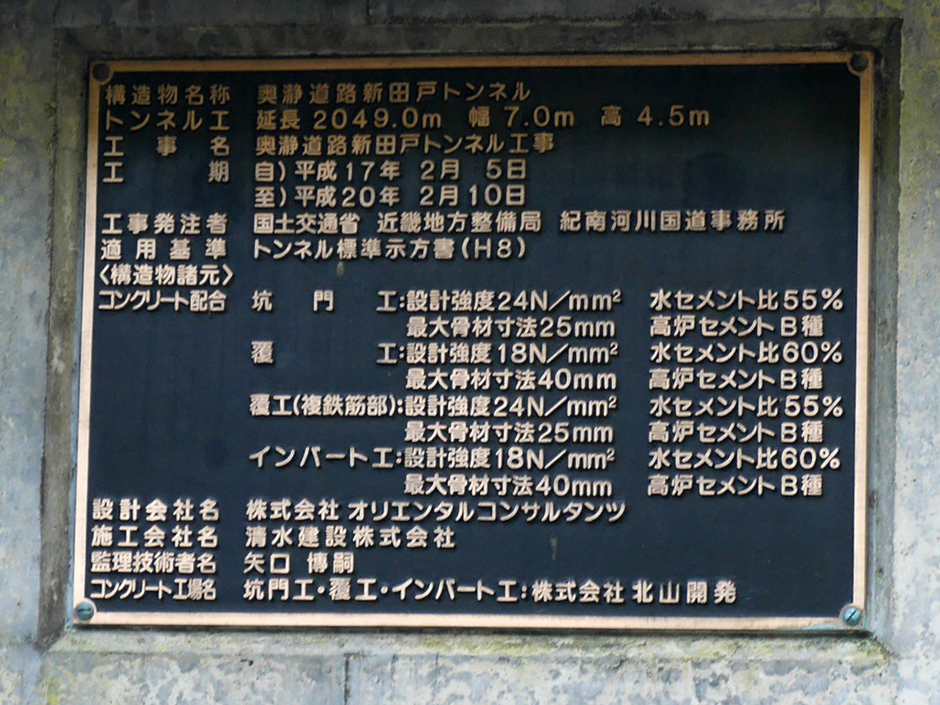 構造物名称 奥瀞道路新田戸トンネル
トンネル工 延長 2049.0m 幅 7.0m 高 4.5m
工事名 奥瀞道路新田戸トンネル工事
工期 自)平成17年 2月 5日
至)平成20年 2月10日
工事発注者 国土交通省 近畿地方整備局 紀南河川国道事務所
適用基準 トンネル標準示方書(H8)
〈構造物諸元〉
コンクリート配合 坑門工:設計強度24N/mm² 水セメント比55%
最大骨材寸法25mm 高炉セメントB種
覆工:設計強度18N/mm² 水セメント比60%
最大骨材寸法40mm 高炉セメントB種
覆工(複鉄筋部):設計強度24N/mm² 水セメント比55%
最大骨材寸法25mm 高炉セメントB種
インバート工:設計強度18N/mm² 水セメント比60%
最大骨材寸法40mm 高炉セメントB種
設計会社名 株式会社 オリエンタルコンサルタンツ
施工会社名 清水建設株式会社
監理技術者名 矢口 博嗣
コンクリート工場名 坑門工・覆工・インバート工:株式会社 北山開発